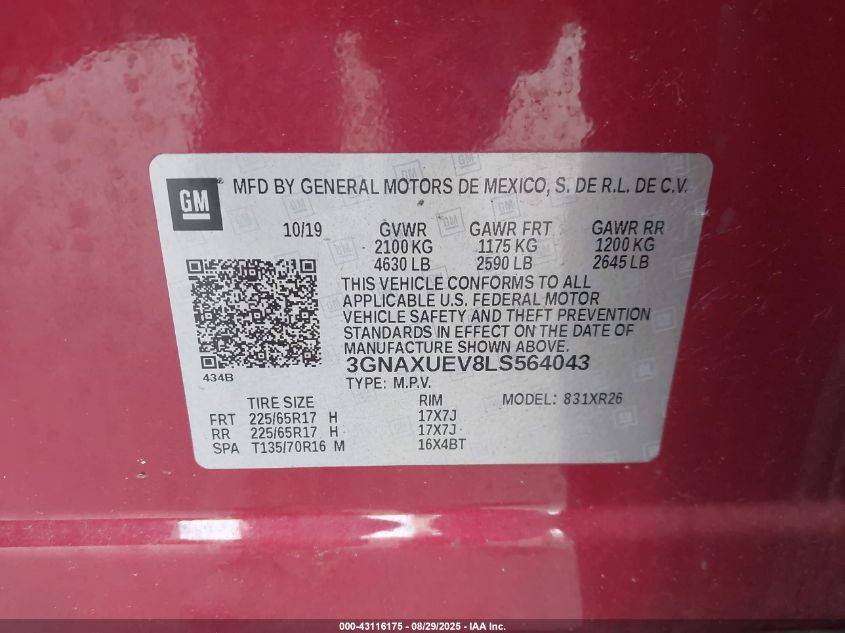 GM MFD BY GENERAL MOTORS DE MEXICO, S. DE R.L. DE C.V.
10/19 GVWR GAWR FRT GAWR RR
2100 KG 1175 KG 1200 KG
4630 LB 2590 LB 2645 LB
THIS VEHICLE CONFORMS TO ALL
APPLICABLE U.S. FEDERAL MOTOR
VEHICLE SAFETY AND THEFT PREVENTION
STANDARDS IN EFFECT ON THE DATE OF
MANUFACTURE SHOWN ABOVE.
434B 3GNAXUEV8LS564043
TYPE: M.P.V.
TIRE SIZE RIM MODEL: 831XR26
FRT 225/65R17 H 17X7J
RR 225/65R17 H 17X7J
SPA T135/70R16 M 16X4BT
000-43116175 - 08/29/2025 - IAA Inc.